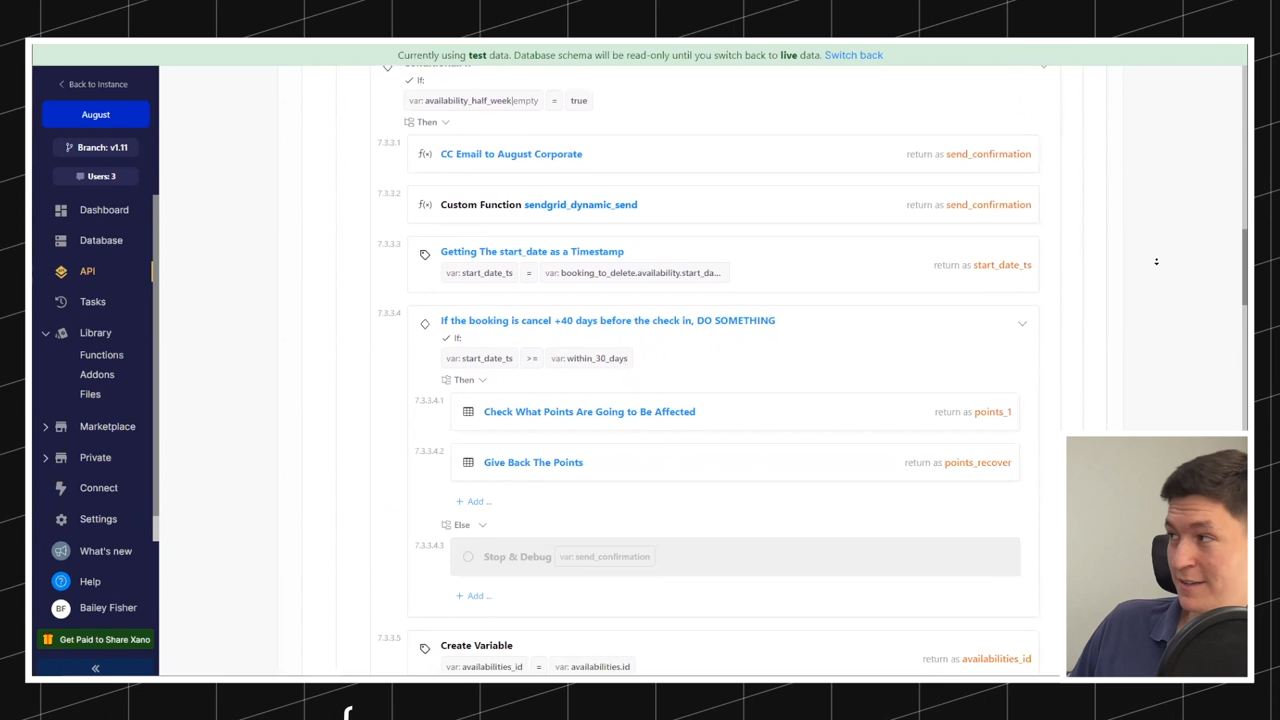 Currently using test data. Database schema will be read-only until you switch back to live data. Switch back
Back to Instance
August
Branch: v1.11
Users: 3
Dashboard
Database
API
Tasks
Library
Functions
Addons
Files
Marketplace
Private
Connect
Settings
What's new
Help
BF Bailey Fisher
Get Paid to Share Xano
If:
var: availability_half_week|empty = true
Then
7.3.3.1 f(x) CC Email to August Corporate return as send_confirmation
7.3.3.2 f(x) Custom Function sendgrid_dynamic_send return as send_confirmation
7.3.3.3 Getting The start_date as a Timestamp
var: start_date_ts = var: booking_to_delete.availability.start_da... return as start_date_ts
7.3.3.4 If the booking is cancel +40 days before the check in, DO SOMETHING
If:
var: start_date_ts >= var: within_30_days
Then
7.3.3.4.1 Check What Points Are Going to Be Affected return as points_1
7.3.3.4.2 Give Back The Points return as points_recover
+ Add ...
Else
7.3.3.4.3 Stop & Debug var: send_confirmation
+ Add ...
7.3.3.5 Create Variable
var: availabilities_id = var: availabilities.id return as availabilities_id